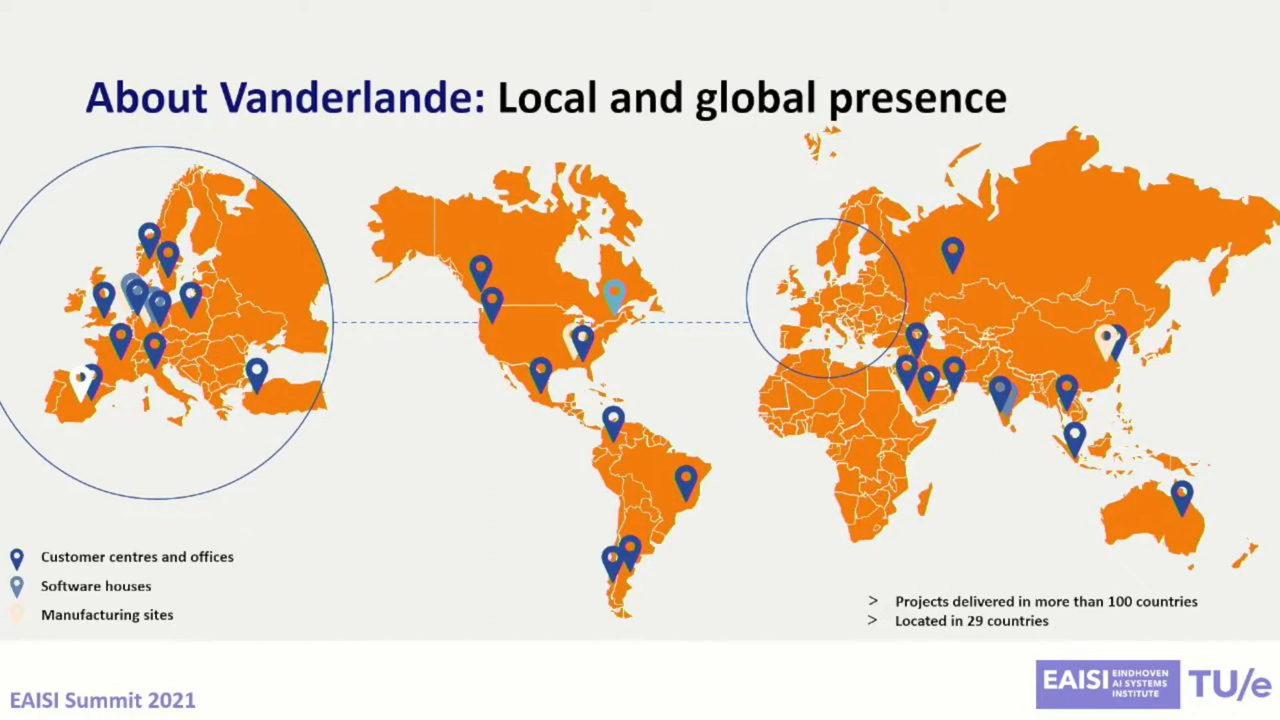 About Vanderlande: Local and global presence
Customer centres and offices
Software houses
Manufacturing sites
> Projects delivered in more than 100 countries
> Located in 29 countries
EAISI Summit 2021
EAISI EINDHOVEN
AI SYSTEMS
INSTITUTE
TU/e